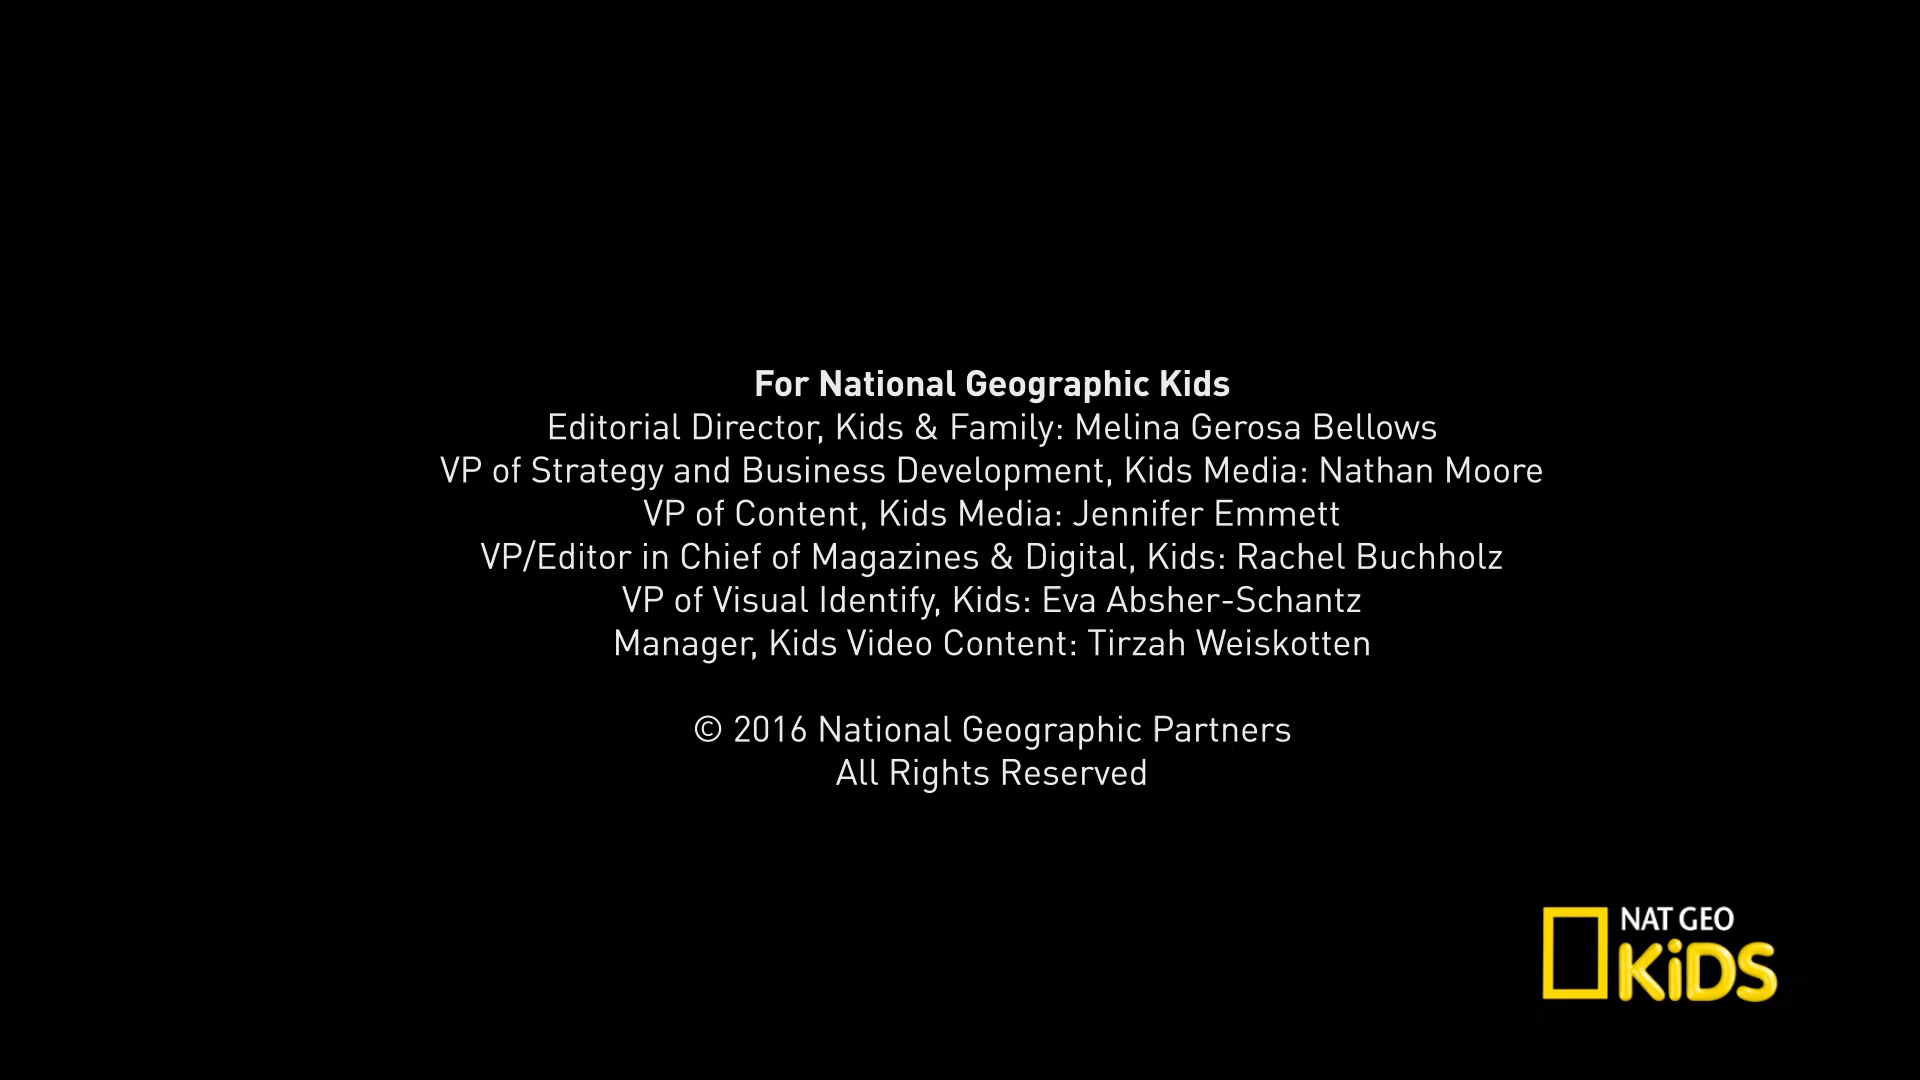 For National Geographic Kids
Editorial Director, Kids & Family: Melina Gerosa Bellows
VP of Strategy and Business Development, Kids Media: Nathan Moore
VP of Content, Kids Media: Jennifer Emmett
VP/Editor in Chief of Magazines & Digital, Kids: Rachel Buchholz
VP of Visual Identify, Kids: Eva Absher-Schantz
Manager, Kids Video Content: Tirzah Weiskotten
© 2016 National Geographic Partners
All Rights Reserved
NAT GEO
KiDS